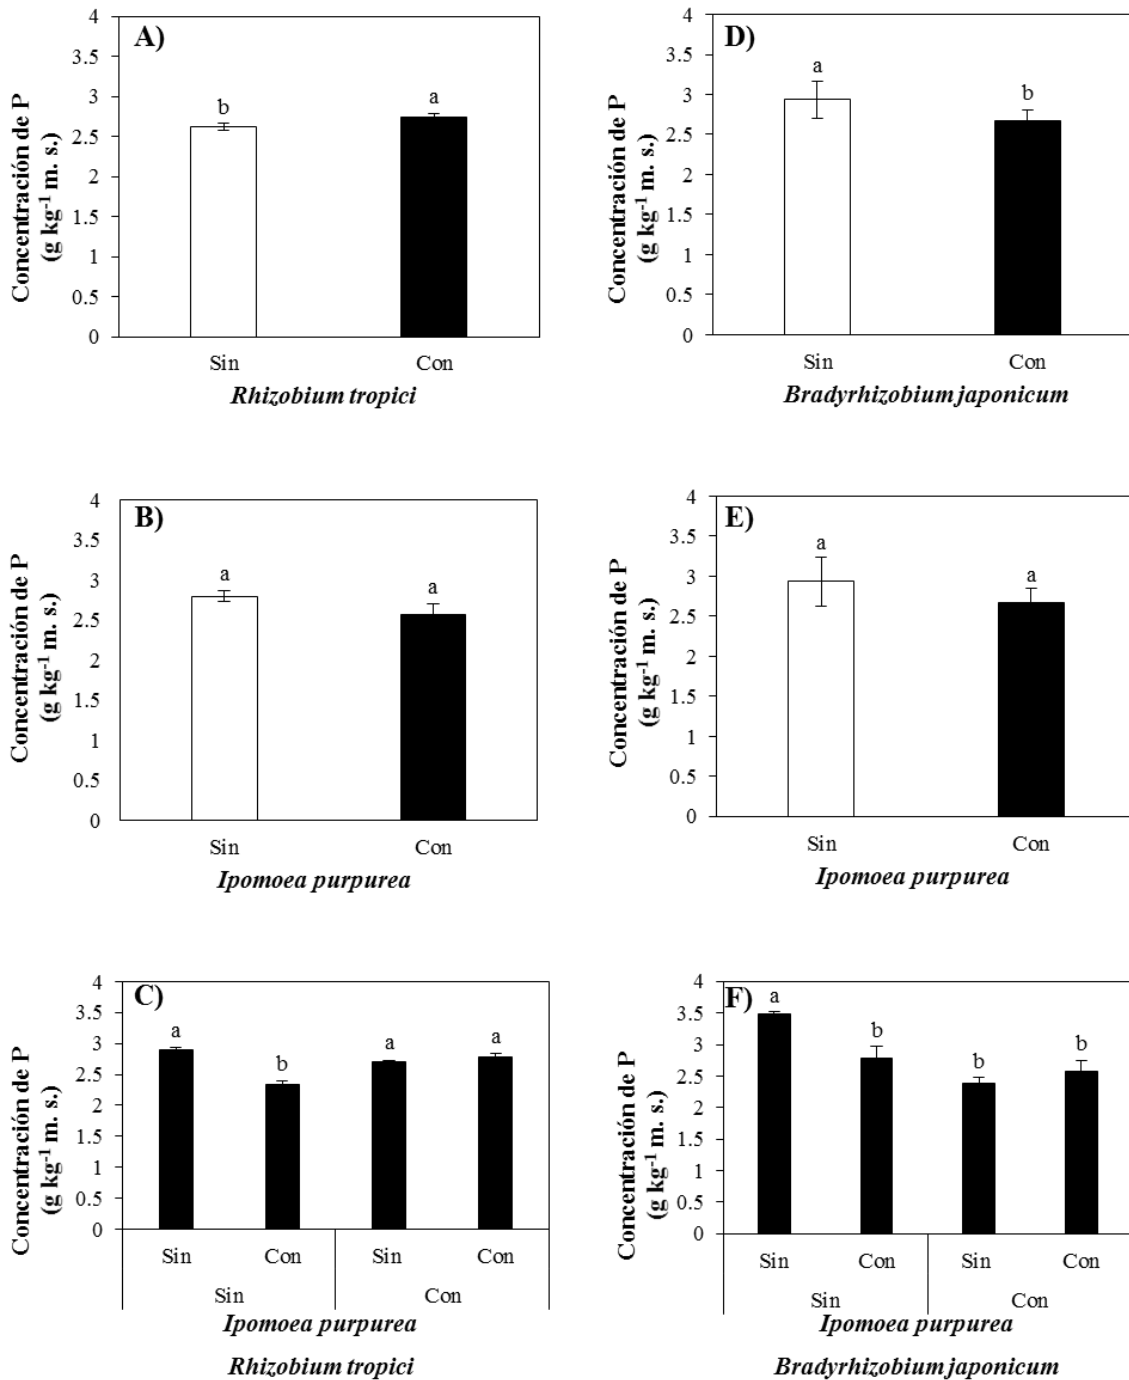 A)
Concentración de P
(g kg-1 m. s.)
4
3.5
3
2.5
2
1.5
1
0.5
0
b
a
Sin
Con
Rhizobium tropici
D)
Concentración de P
(g kg-1 m. s.)
4
3.5
3
2.5
2
1.5
1
0.5
0
a
b
Sin
Con
Bradyrhizobium japonicum
B)
Concentración de P
(g kg-1 m. s.)
4
3.5
3
2.5
2
1.5
1
0.5
0
a
a
Sin
Con
Ipomoea purpurea
E)
Concentración de P
(g kg-1 m. s.)
4
3.5
3
2.5
2
1.5
1
0.5
0
a
a
Sin
Con
Ipomoea purpurea
C)
Concentración de P
(g kg-1 m. s.)
4
3.5
3
2.5
2
1.5
1
0.5
0
a
b
a
a
Sin
Con
Sin
Con
Sin
Con
Ipomoea purpurea
Rhizobium tropici
F)
Concentración de P
(g kg-1 m. s.)
4
3.5
3
2.5
2
1.5
1
0.5
0
a
b
b
b
Sin
Con
Sin
Con
Sin
Con
Ipomoea purpurea
Bradyrhizobium japonicum